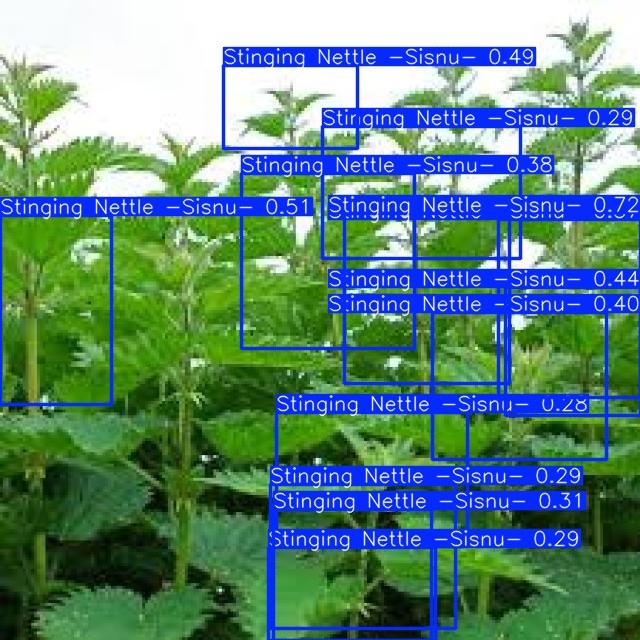 Stinging Nettle -Sisnu- 0.49
Stinging Nettle -Sisnu- 0.29
Stinging Nettle -Sisnu- 0.38
Stinging Nettle -Sisnu- 0.51
Stinging Nettle -Sisnu- 0.72
Stinging Nettle -Sisnu- 0.44
Stinging Nettle -Sisnu- 0.40
Stinging Nettle -Sisnu- 0.28
Stinging Nettle -Sisnu- 0.29
Stinging Nettle -Sisnu- 0.31
Stinging Nettle -Sisnu- 0.29